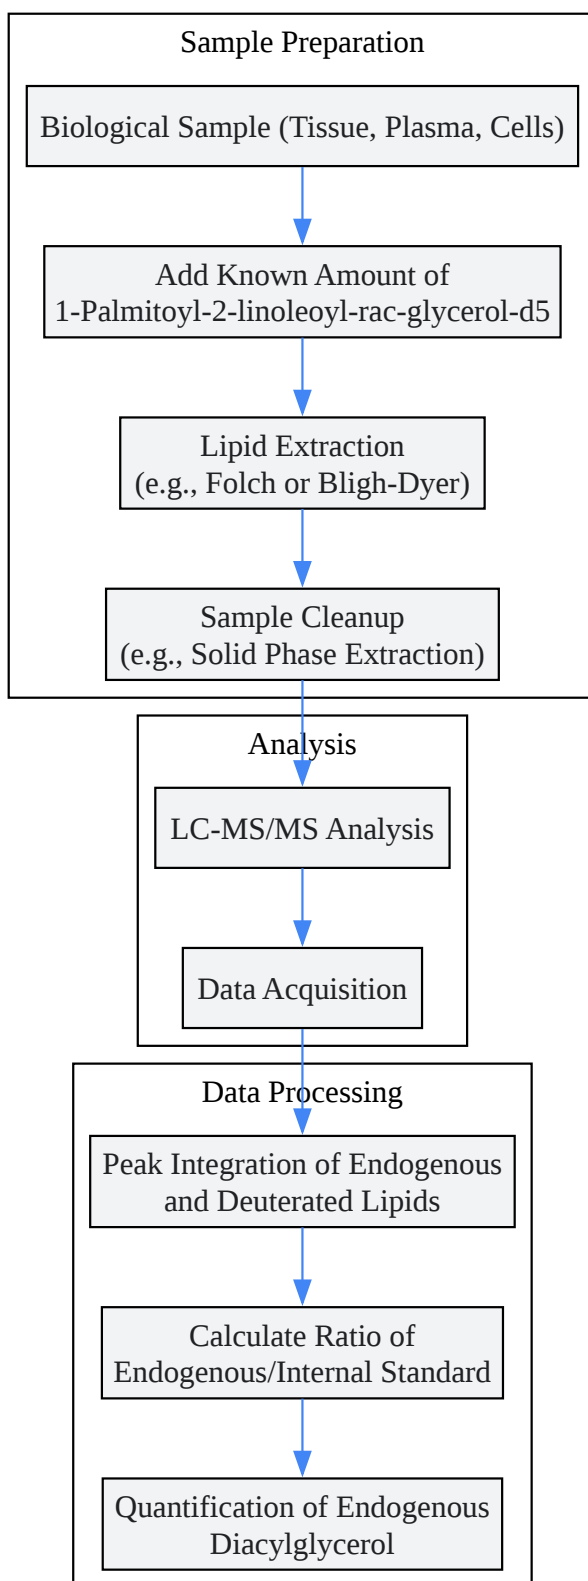 Sample Preparation
Biological Sample (Tissue, Plasma, Cells)
Add Known Amount of
1-Palmitoyl-2-linoleoyl-rac-glycerol-d5
Lipid Extraction
(e.g., Folch or Bligh-Dyer)
Sample Cleanup
(e.g., Solid Phase Extraction)
Analysis
LC-MS/MS Analysis
Data Acquisition
Data Processing
Peak Integration of Endogenous
and Deuterated Lipids
Calculate Ratio of
Endogenous/Internal Standard
Quantification of Endogenous
Diacylglycerol